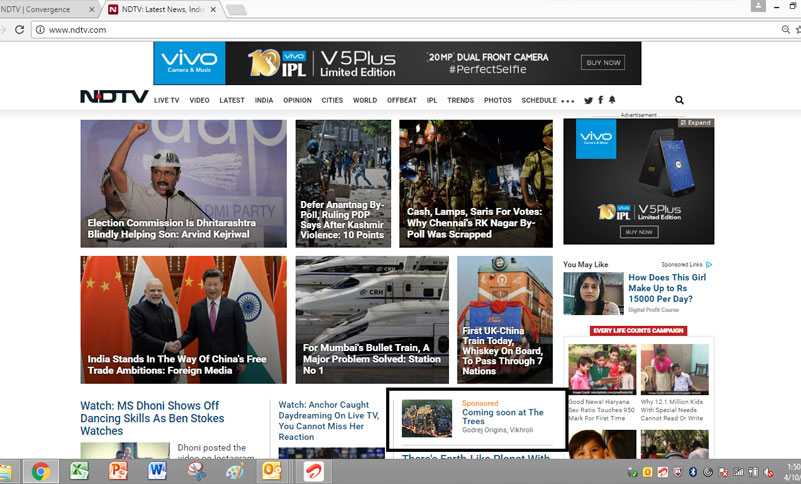 NDTV | Convergence
NDTV: Latest News, India
www.ndtv.com
vivo
Camera & Music
vivo
IPL
V5Plus
Limited Edition
20MP DUAL FRONT CAMERA
#PerfectSelfie
BUY NOW
NDTV
LIVE TV VIDEO LATEST INDIA OPINION CITIES WORLD OFFBEAT IPL TRENDS PHOTOS SCHEDULE
Advertisement
Expand
vivo
Camera & Music
vivo
IPL
V5Plus
Limited Edition
BUY NOW
Election Commission Is Dhritarashtra
Blindly Helping Son: Arvind Kejriwal
Defer Anantnag By-
Poll, Ruling PDP
Says After Kashmir
Violence: 10 Points
Cash, Lamps, Saris For Votes:
Why Chennai's RK Nagar By-
Poll Was Scrapped
India Stands In The Way Of China's Free
Trade Ambitions: Foreign Media
CRH
For Mumbai's Bullet Train, A
Major Problem Solved: Station
No 1
First UK-China
Train Today,
Whiskey On Board,
To Pass Through 7
Nations
You May Like
Sponsored Links
How Does This Girl
Make Up to Rs
15000 Per Day?
Digital Profit Course
EVERY LIFE COUNTS CAMPAIGN
Good News! Haryana
Sex Ratio Touches 950
Mark For First Time
Why 12.1 Million Kids
With Special Needs
Cannot Read Or Write
Watch: MS Dhoni Shows Off
Dancing Skills As Ben Stokes
Watches
Dhoni posted the
video on Instagram
Watch: Anchor Caught
Daydreaming On Live TV,
You Cannot Miss Her
Reaction
Sponsored
Coming soon at The
Trees
Godrej Origins, Vikhroli
There's Earth-Like Planet With
1:50
4/10